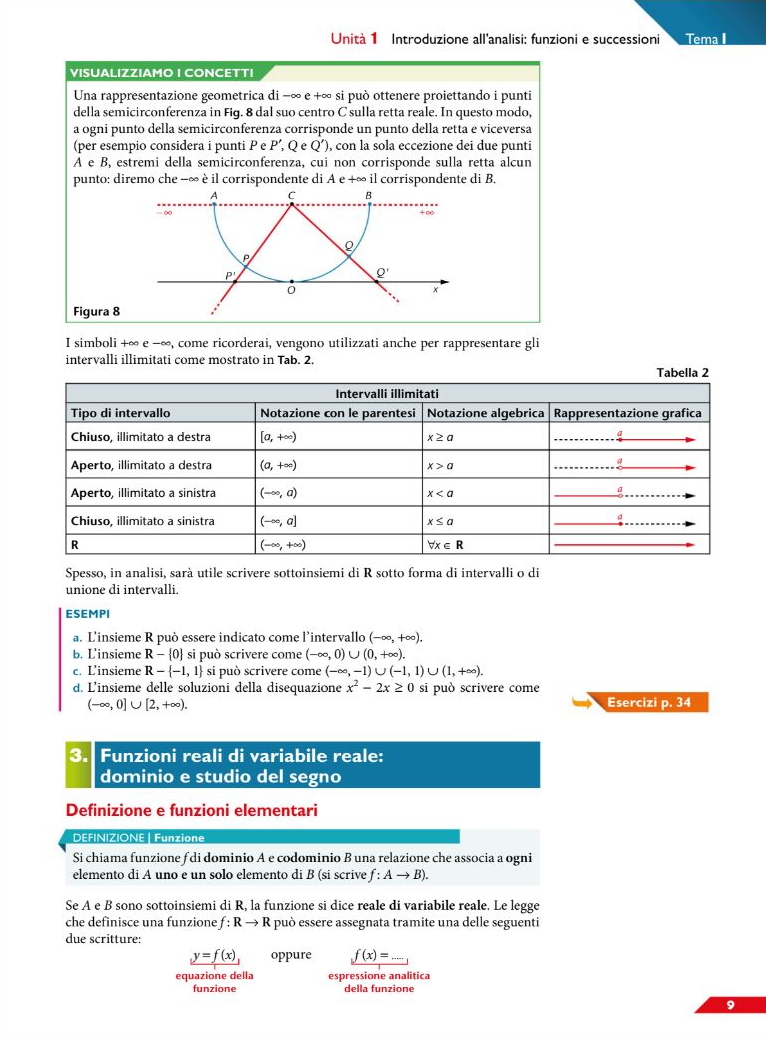 Unità 1 Introduzione all'analisi: funzioni e successioni Tema I
VISUALIZZIAMO I CONCETTI
Una rappresentazione geometrica di −∞ e +∞ si può ottenere proiettando i punti
della semicirconferenza in Fig. 8 dal suo centro C sulla retta reale. In questo modo,
a ogni punto della semicirconferenza corrisponde un punto della retta e viceversa
(per esempio considera i punti P e P′, Q e Q′), con la sola eccezione dei due punti
A e B, estremi della semicirconferenza, cui non corrisponde sulla retta alcun
punto: diremo che −∞ è il corrispondente di A e +∞ il corrispondente di B.
A C B
−∞ +∞
Q
P
P' Q'
O x
Figura 8
I simboli +∞ e −∞, come ricorderai, vengono utilizzati anche per rappresentare gli
intervalli illimitati come mostrato in Tab. 2.
Tabella 2
Intervalli illimitati
Tipo di intervallo Notazione con le parentesi Notazione algebrica Rappresentazione grafica
Chiuso, illimitato a destra [a, +∞) x ≥ a a
Aperto, illimitato a destra (a, +∞) x > a a
Aperto, illimitato a sinistra (−∞, a) x < a a
Chiuso, illimitato a sinistra (−∞, a] x ≤ a a
R (−∞, +∞) ∀x ∈ R
Spesso, in analisi, sarà utile scrivere sottoinsiemi di R sotto forma di intervalli o di
unione di intervalli.
ESEMPI
a. L'insieme R può essere indicato come l'intervallo (−∞, +∞).
b. L'insieme R − {0} si può scrivere come (−∞, 0) ∪ (0, +∞).
c. L'insieme R − {−1, 1} si può scrivere come (−∞, −1) ∪ (−1, 1) ∪ (1, +∞).
d. L'insieme delle soluzioni della disequazione x² − 2x ≥ 0 si può scrivere come
(−∞, 0] ∪ [2, +∞).
Esercizi p. 34
3. Funzioni reali di variabile reale:
dominio e studio del segno
Definizione e funzioni elementari
DEFINIZIONE | Funzione
Si chiama funzione f di dominio A e codominio B una relazione che associa a ogni
elemento di A uno e un solo elemento di B (si scrive f : A → B).
Se A e B sono sottoinsiemi di R, la funzione si dice reale di variabile reale. Le legge
che definisce una funzione f : R → R può essere assegnata tramite una delle seguenti
due scritture:
y = f (x) oppure f (x) = .....
equazione della espressione analitica
funzione della funzione
9